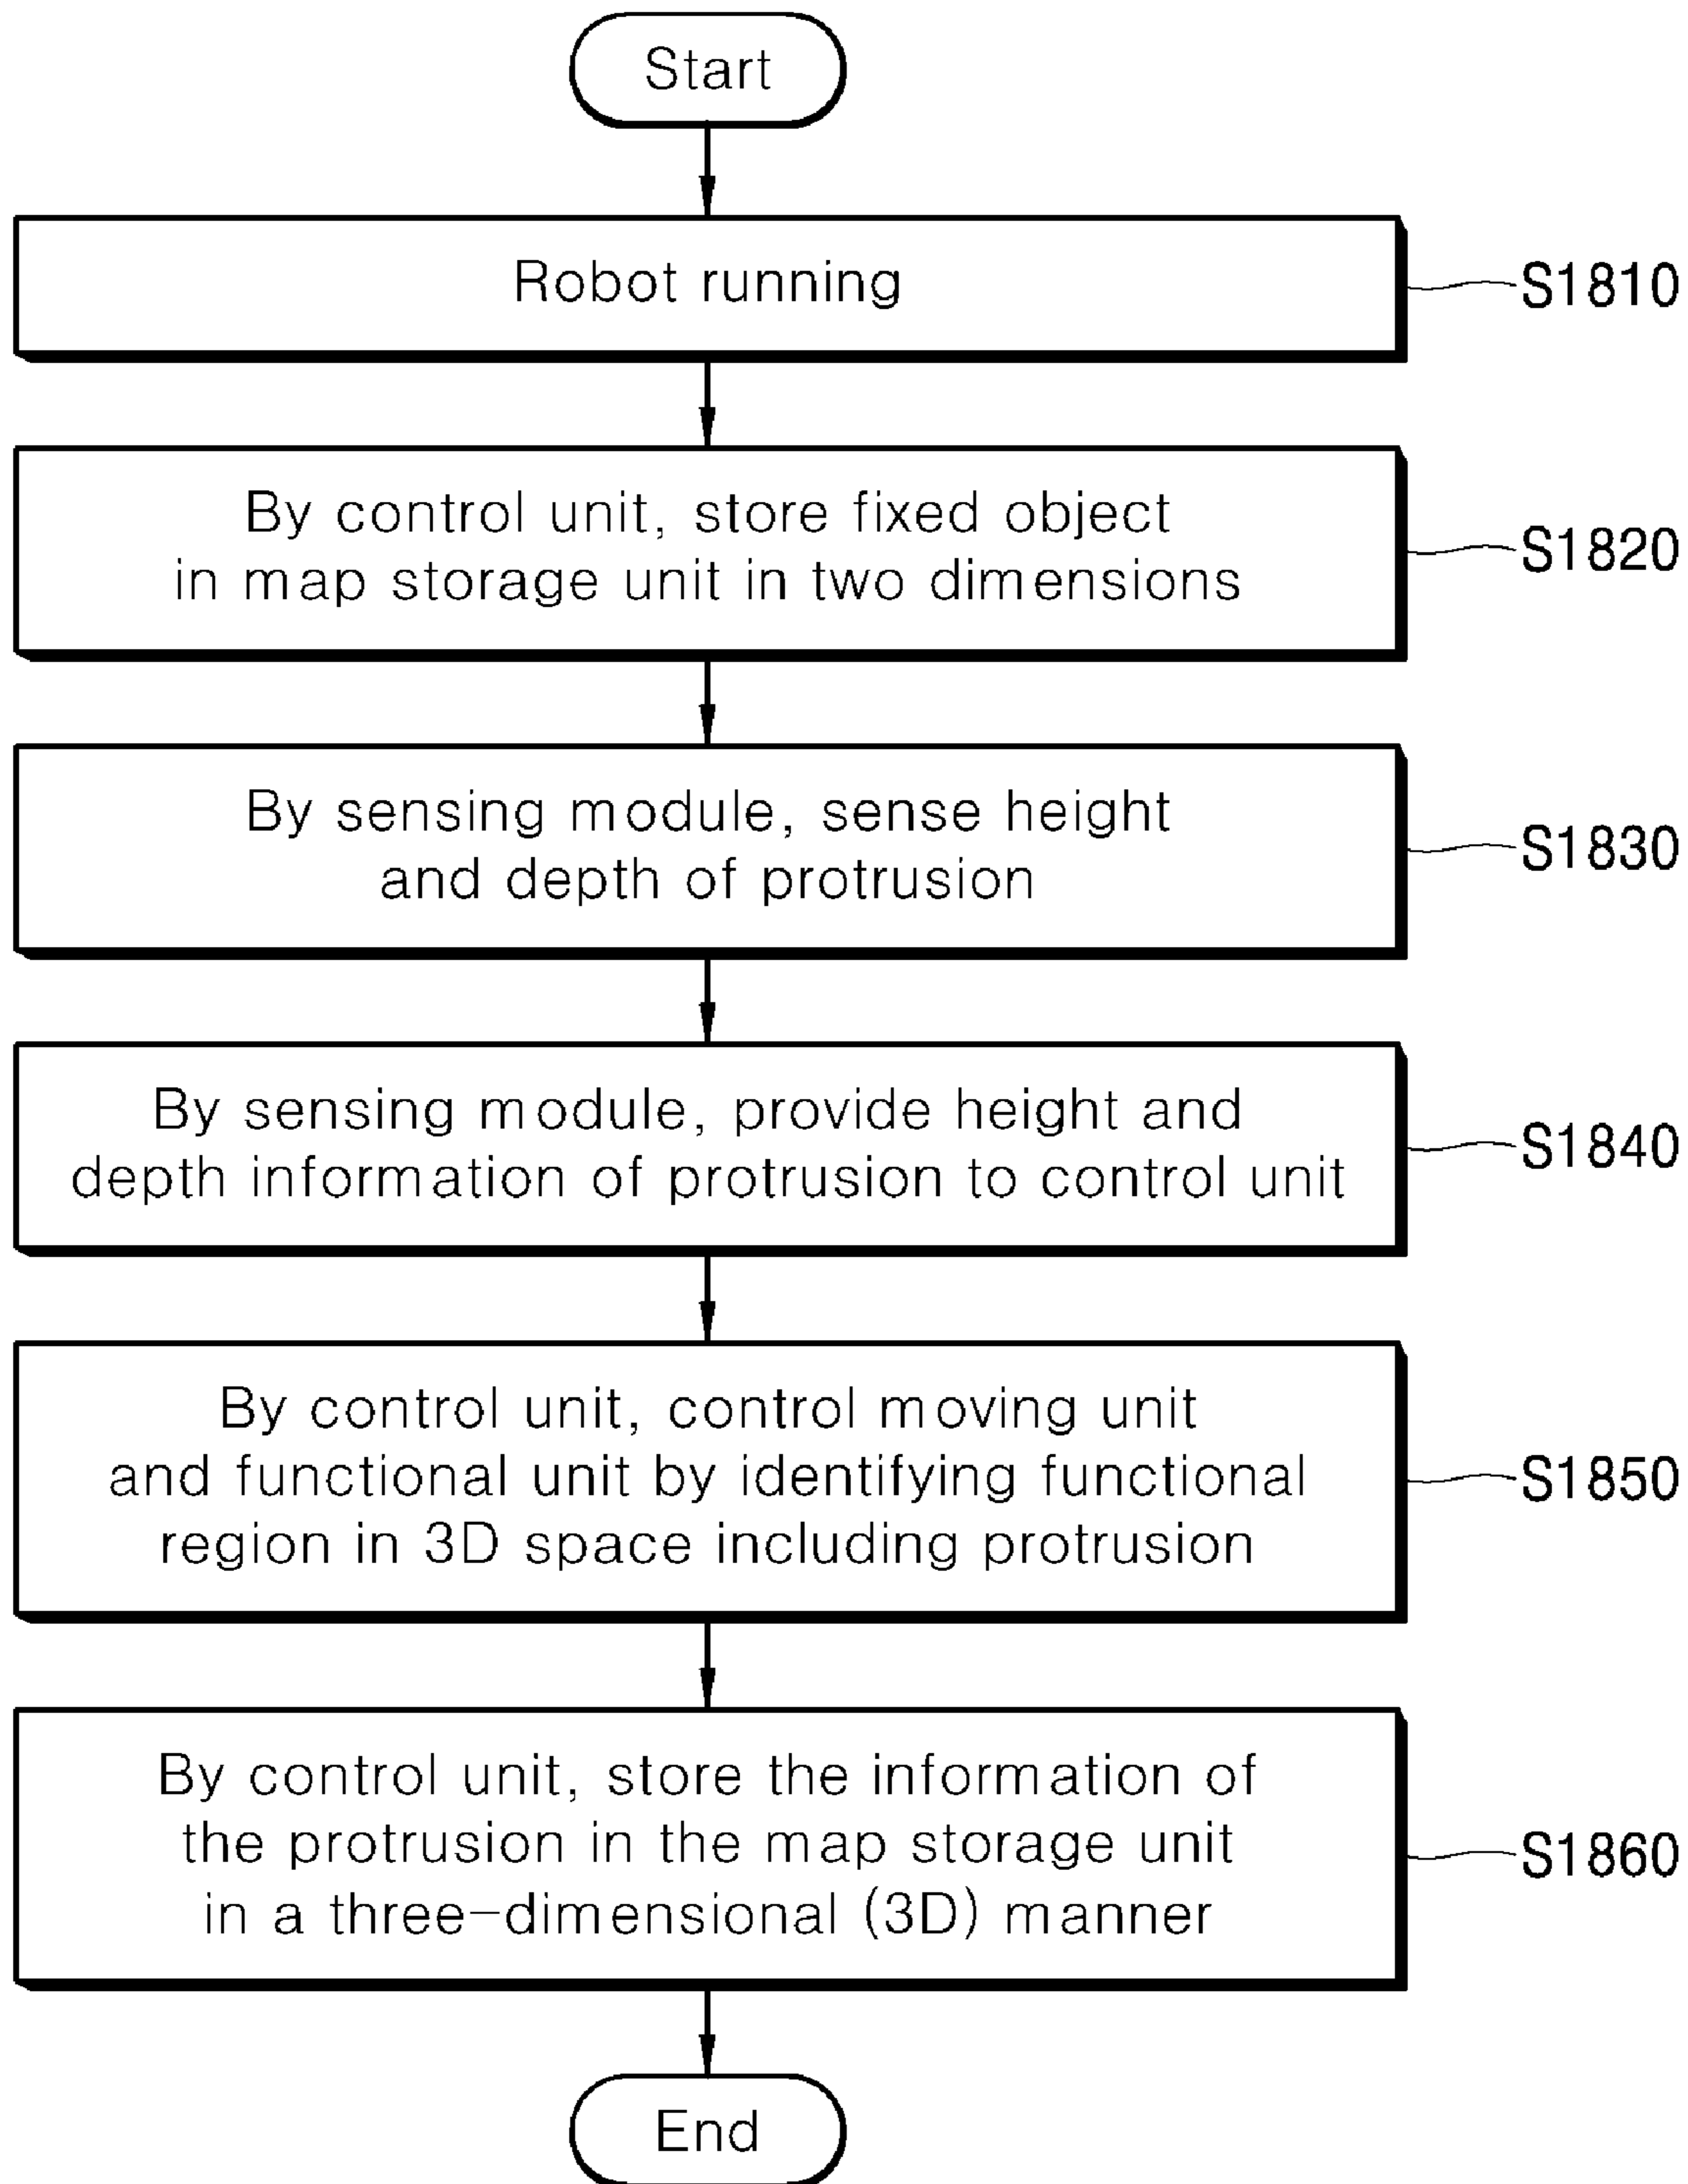 Start
Robot running
S1810
By control unit, store fixed object
in map storage unit in two dimensions
S1820
By sensing module, sense height
and depth of protrusion
S1830
By sensing module, provide height and
depth information of protrusion to control unit
S1840
By control unit, control moving unit
and functional unit by identifying functional
region in 3D space including protrusion
S1850
By control unit, store the information of
the protrusion in the map storage unit
in a three-dimensional (3D) manner
S1860
End